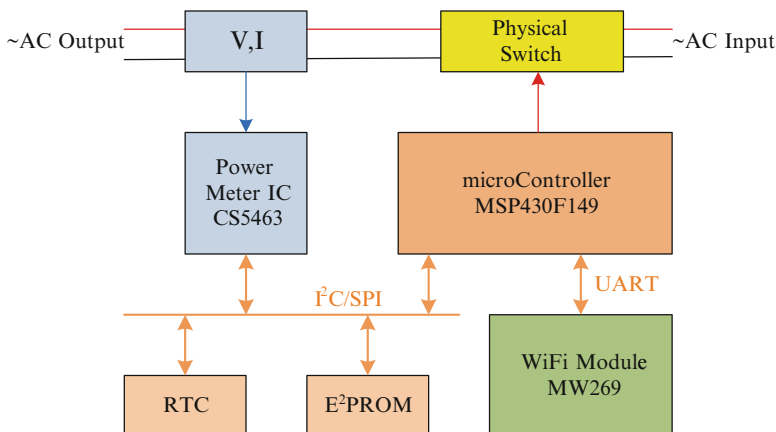 ~AC Output
V,I
Physical
Switch
~AC Input
Power
Meter IC
CS5463
microController
MSP430F149
I²C/SPI
UART
RTC
E²PROM
WiFi Module
MW269